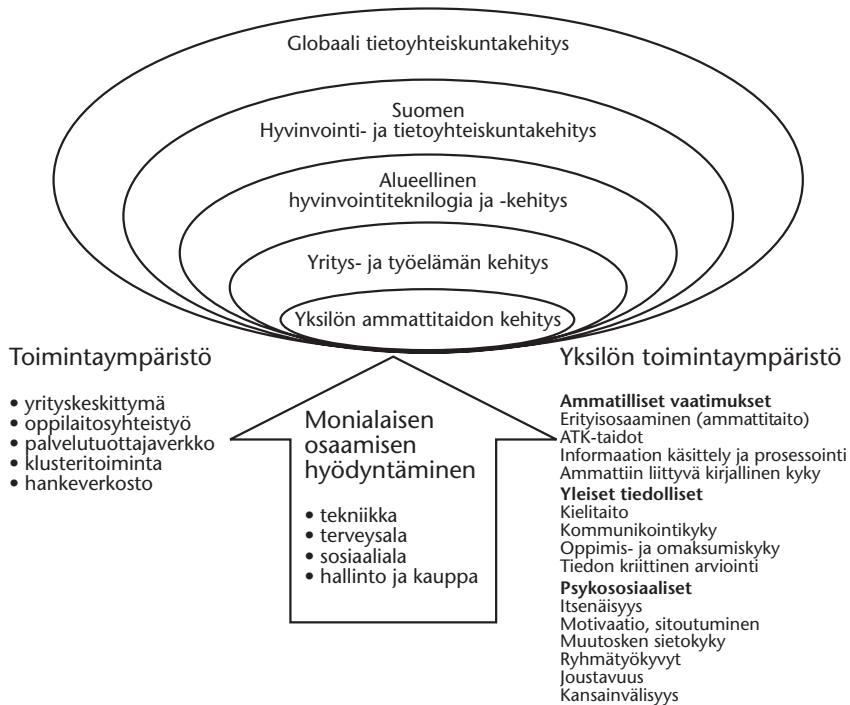 Globaali tietoyhteiskuntakehitys
Suomen
Hyvinvointi- ja tietoyhteiskuntakehitys
Alueellinen
hyvinvointiteknilogia ja -kehitys
Yritys- ja työelämän kehitys
Yksilön ammattitaidon kehitys
Toimintaympäristö
• yrityskeskittymä
• oppilaitosyhteistyö
• palvelutuottajaverkko
• klusteritoiminta
• hankeverkosto
Monialaisen
osaamisen
hyödyntäminen
• tekniikka
• terveysala
• sosiaaliala
• hallinto ja kauppa
Yksilön toimintaympäristö
Ammatilliset vaatimukset
Erityisosaaminen (ammattitaito)
ATK-taidot
Informaation käsittely ja prosessointi
Ammattiin liittyvä kirjallinen kyky
Yleiset tiedolliset
Kielitaito
Kommunikointikyky
Oppimis- ja omaksumiskyky
Tiedon kriittinen arviointi
Psykososiaaliset
Itsenäisyys
Motivaatio, sitoutuminen
Muutosken sietokyky
Ryhmätyökyvyt
Joustavuus
Kansainvälisyys